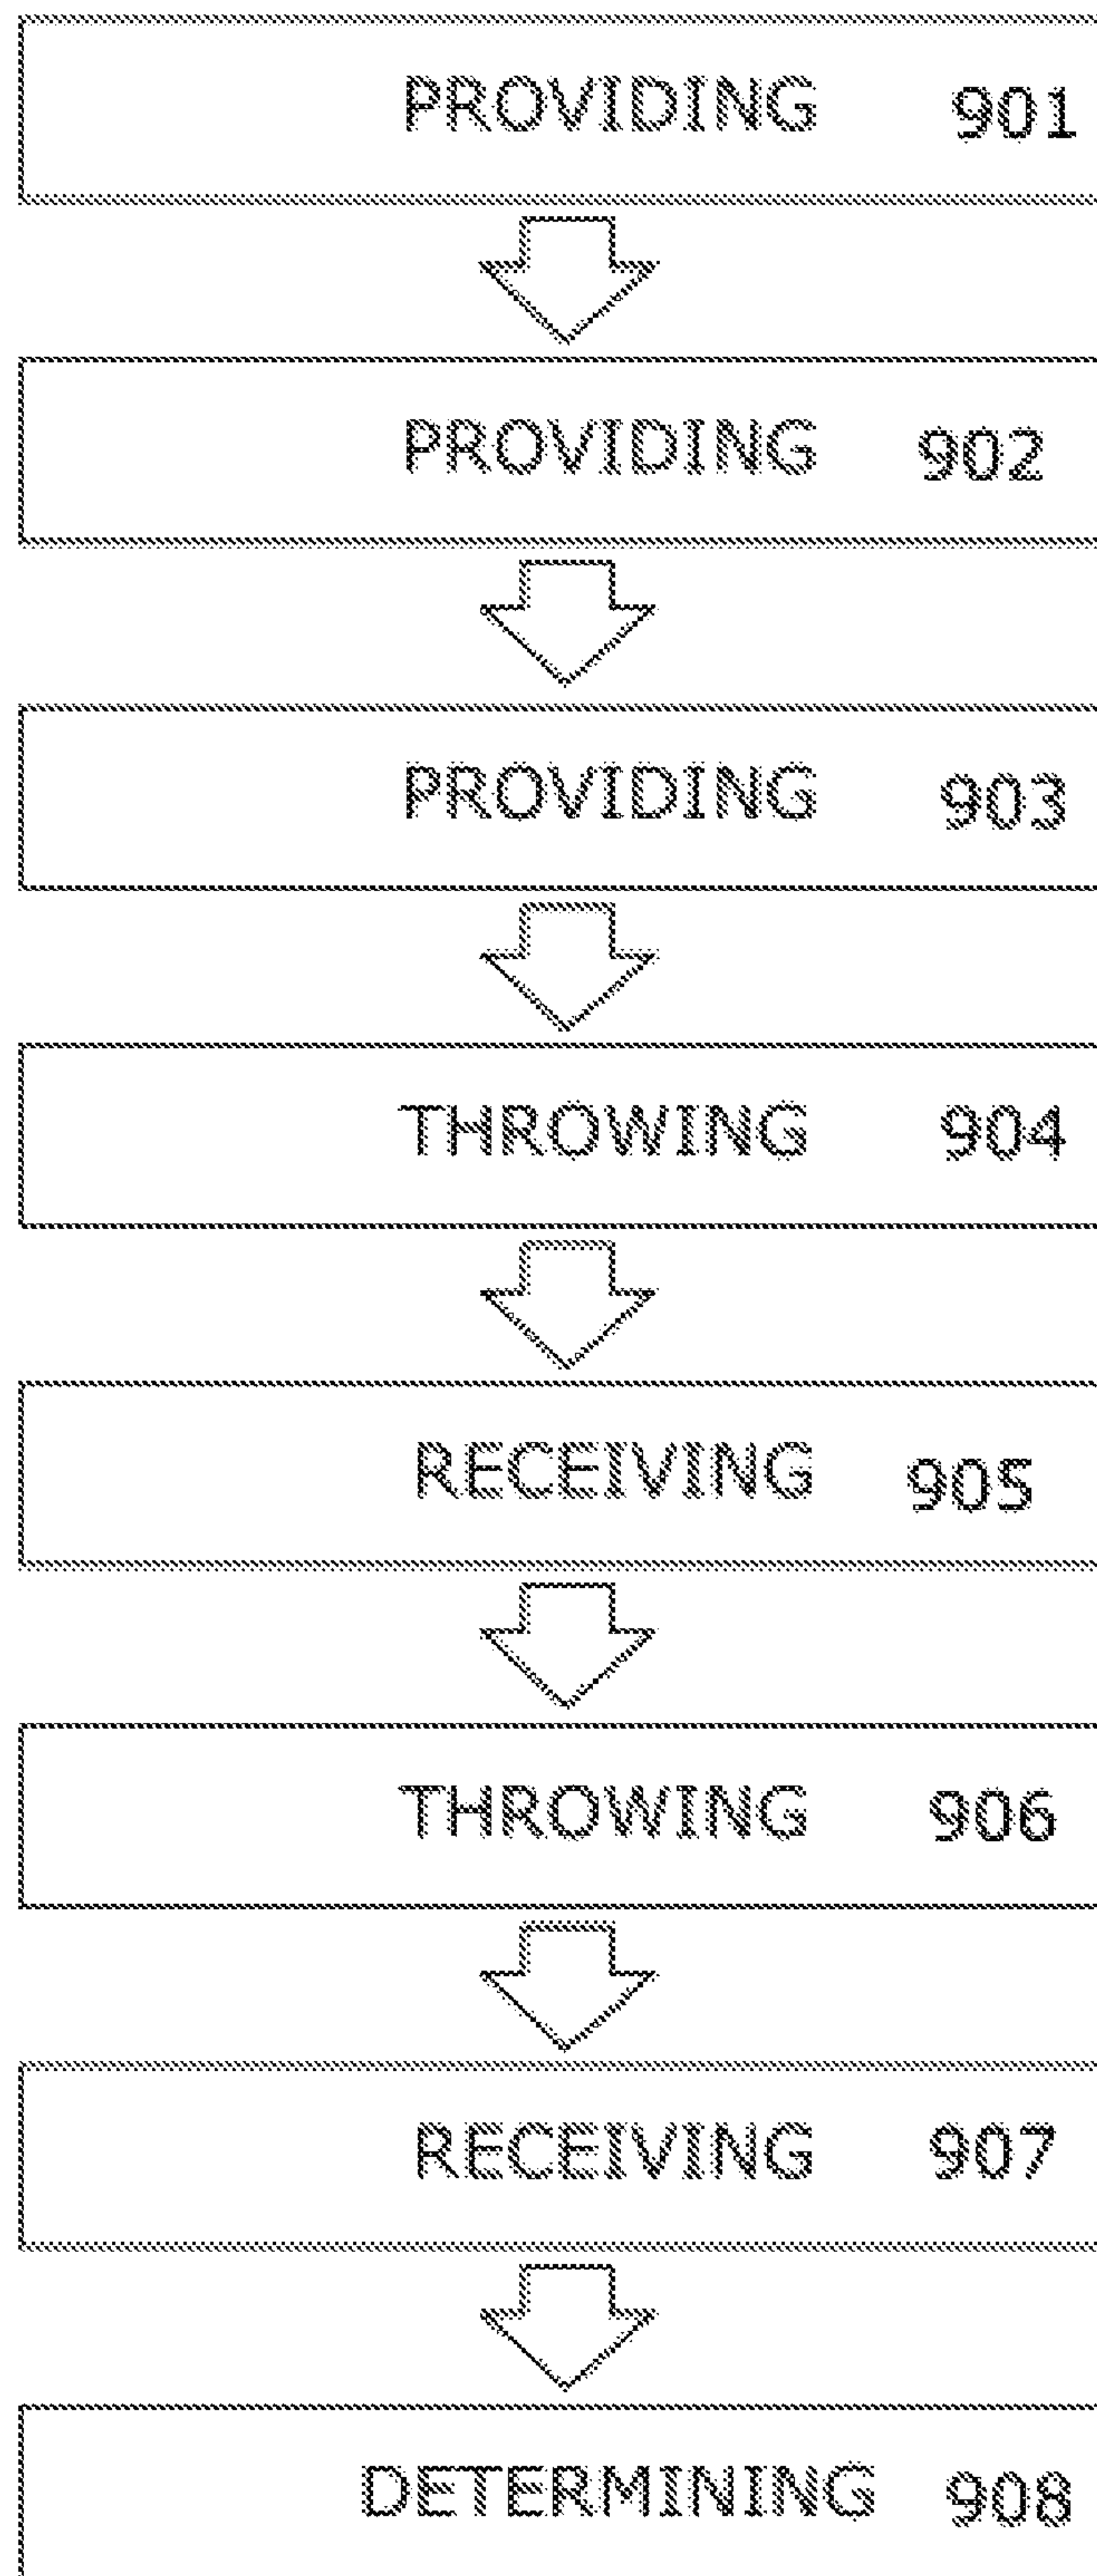 PROVIDING 901
PROVIDING 902
PROVIDING 903
THROWING 904
RECEIVING 905
THROWING 906
RECEIVING 907
DETERMINING 908